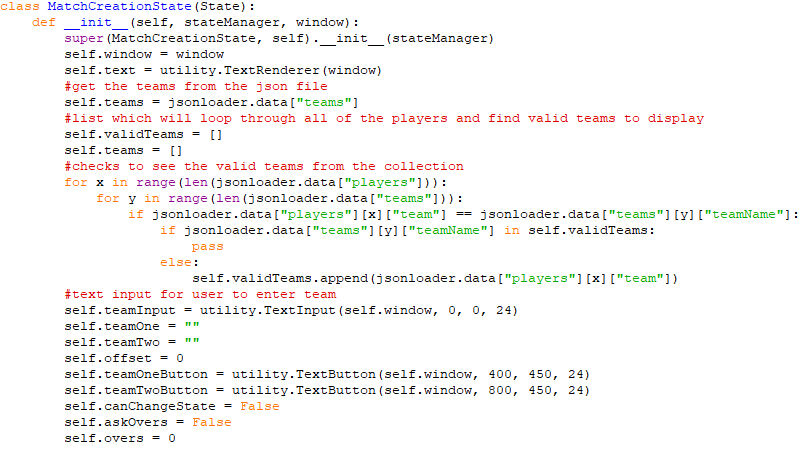 class MatchCreationState(State):
    def __init__(self, stateManager, window):
        super(MatchCreationState, self).__init__(stateManager)
        self.window = window
        self.text = utility.TextRenderer(window)
        #get the teams from the json file
        self.teams = jsonloader.data["teams"]
        #list which will loop through all of the players and find valid teams to display
        self.validTeams = []
        self.teams = []
        #checks to see the valid teams from the collection
        for x in range(len(jsonloader.data["players"])):
            for y in range(len(jsonloader.data["teams"])):
                if jsonloader.data["players"][x]["team"] == jsonloader.data["teams"][y]["teamName"]:
                    if jsonloader.data["teams"][y]["teamName"] in self.validTeams:
                        pass
                    else:
                        self.validTeams.append(jsonloader.data["players"][x]["team"])
        #text input for user to enter team
        self.teamInput = utility.TextInput(self.window, 0, 0, 24)
        self.teamOne = ""
        self.teamTwo = ""
        self.offset = 0
        self.teamOneButton = utility.TextButton(self.window, 400, 450, 24)
        self.teamTwoButton = utility.TextButton(self.window, 800, 450, 24)
        self.canChangeState = False
        self.askOvers = False
        self.overs = 0